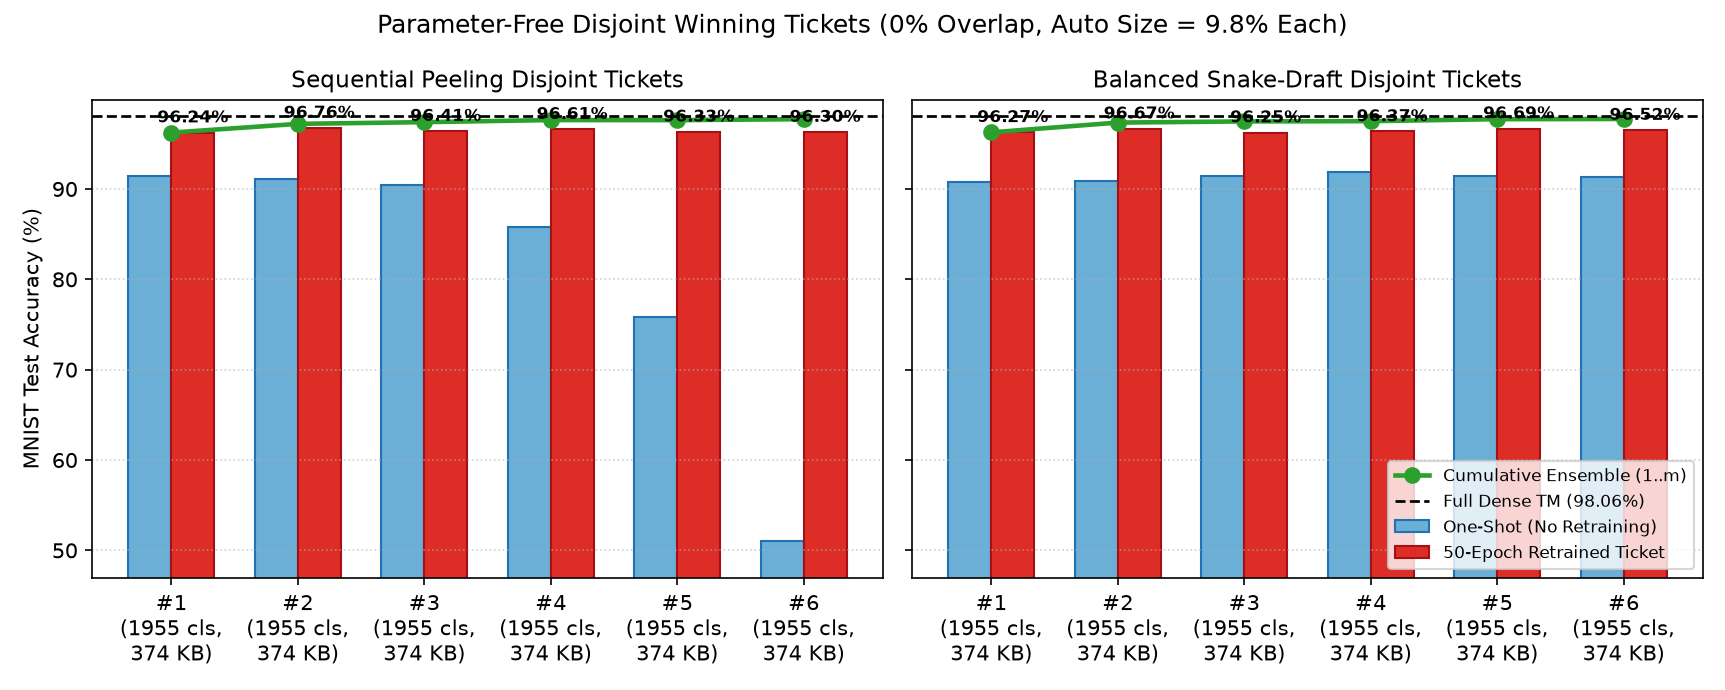 Parameter-Free Disjoint Winning Tickets (0% Overlap, Auto Size = 9.8% Each)
Sequential Peeling Disjoint Tickets
MNIST Test Accuracy (%)
90
80
70
60
50
96.24%
96.76%
96.41%
96.61%
96.33%
96.30%
#1
(1955 cls,
374 KB)
#2
(1955 cls,
374 KB)
#3
(1955 cls,
374 KB)
#4
(1955 cls,
374 KB)
#5
(1955 cls,
374 KB)
#6
(1955 cls,
374 KB)
Balanced Snake-Draft Disjoint Tickets
96.27%
96.67%
96.25%
96.37%
96.69%
96.52%
Cumulative Ensemble (1..m)
Full Dense TM (98.06%)
One-Shot (No Retraining)
50-Epoch Retrained Ticket
#1
(1955 cls,
374 KB)
#2
(1955 cls,
374 KB)
#3
(1955 cls,
374 KB)
#4
(1955 cls,
374 KB)
#5
(1955 cls,
374 KB)
#6
(1955 cls,
374 KB)